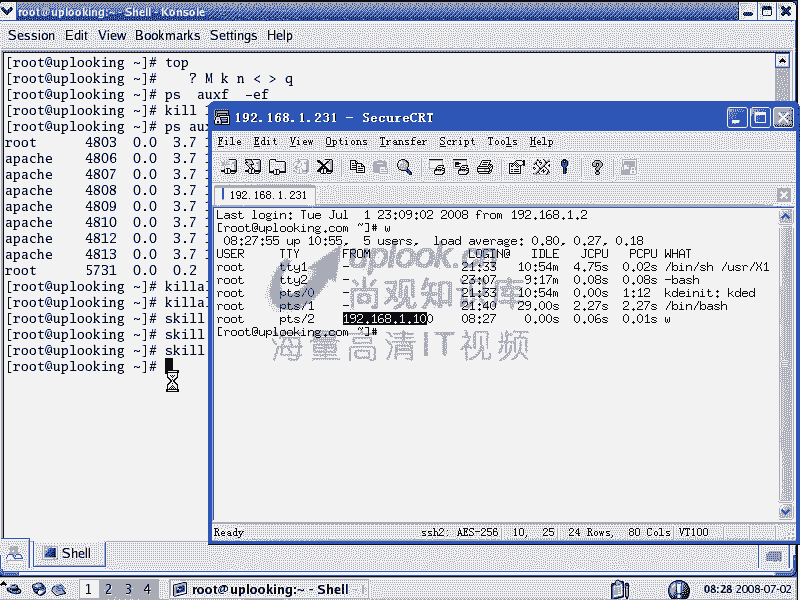 root@uplooking:~ - Shell - Konsole
Session Edit View Bookmarks Settings Help
[root@uplooking ~]# top
[root@uplooking ~]# ? M k n < > q
[root@uplooking ~]# ps auxf -ef
[root@uplooking ~]# kill
[root@uplooking ~]# ps aux
root 4803 0.0 3.7
apache 4806 0.0 3.7
apache 4807 0.0 3.7
apache 4808 0.0 3.7
apache 4809 0.0 3.7
apache 4810 0.0 3.7
apache 4812 0.0 3.7
apache 4813 0.0 3.7
root 5731 0.0 0.2
[root@uplooking ~]# killal
[root@uplooking ~]# killal
[root@uplooking ~]# skill
[root@uplooking ~]# skill
[root@uplooking ~]# skill
[root@uplooking ~]#
192.168.1.231 - SecureCRT
File Edit View Options Transfer Script Tools Help
192.168.1.231
Last login: Tue Jul 1 23:09:02 2008 from 192.168.1.2
[root@uplooking.com ~]# w
08:27:55 up 10:55, 5 users, load average: 0.80, 0.27, 0.18
USER TTY FROM LOGIN@ IDLE JCPU PCPU WHAT
root tty1 - 21:33 10:54m 4.75s 0.02s /bin/sh /usr/X1
root tty2 - 23:07 9:17m 0.08s 0.08s -bash
root pts/0 - 21:33 10:54m 0.00s 1:12 kdeinit: kded
root pts/1 - 21:40 29.00s 2.27s 2.27s /bin/bash
root pts/2 192.168.1.100 08:27 0.00s 0.06s 0.01s w
[root@uplooking.com ~]#
uplook.cn
尚观知识库
海量高清IT视频
Ready ssh2: AES-256 10, 25 24 Rows, 80 Cols VT100
Shell
1 2 3 4 root@uplooking:~ - Shell - 08:28 2008-07-02